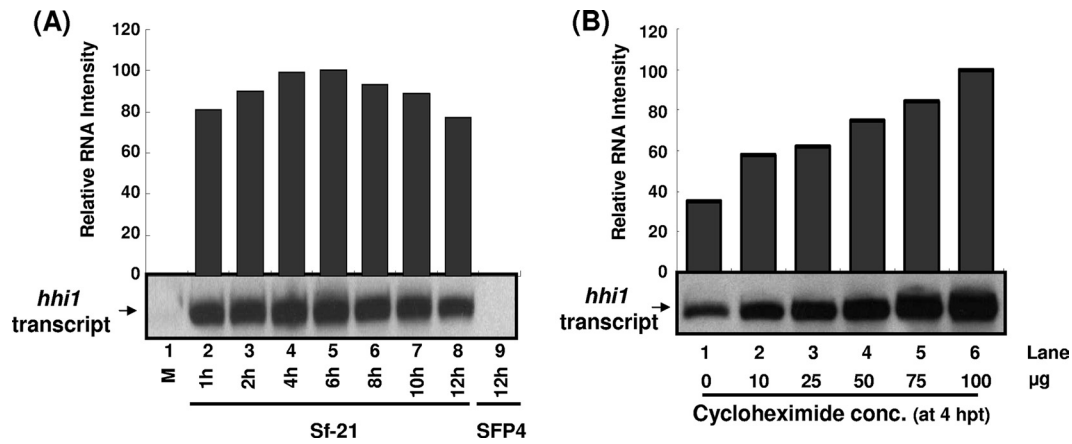 (A)
Relative RNA Intensity
120
100
80
60
40
20
0
hhi1
transcript
1 2 3 4 5 6 7 8 9
M 1h 2h 4h 6h 8h 10h 12h 12h
Sf-21 SFP4
(B)
Relative RNA Intensity
120
100
80
60
40
20
0
hhi1
transcript
1 2 3 4 5 6 Lane
0 10 25 50 75 100 µg
Cycloheximide conc. (at 4 hpt)